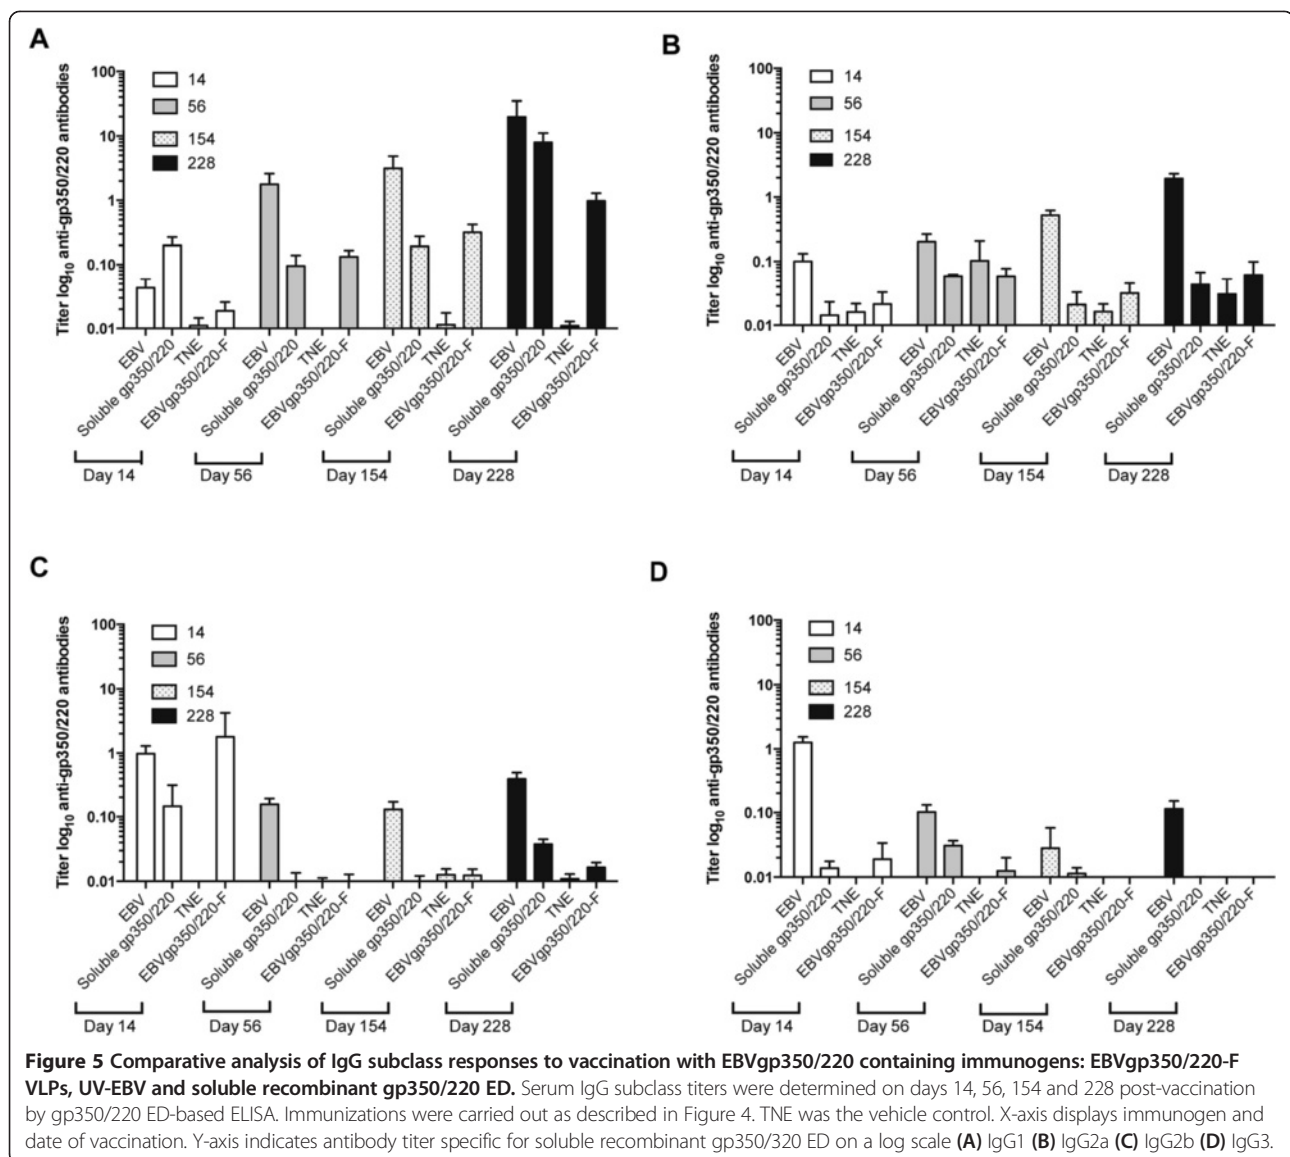 A
Titer log10 anti-gp350/220 antibodies
100
10
1
0.10
0.01
14
56
154
228
EBV
Soluble gp350/220
TNE
EBVgp350/220-F
EBV
Soluble gp350/220
TNE
EBVgp350/220-F
EBV
Soluble gp350/220
TNE
EBVgp350/220-F
EBV
Soluble gp350/220
TNE
EBVgp350/220-F
Day 14
Day 56
Day 154
Day 228
B
Titer log10 anti-gp350/220 antibodies
100
10
1
0.1
0.01
14
56
154
228
EBV
Soluble gp350/220
TNE
EBVgp350/220-F
EBV
Soluble gp350/220
TNE
EBVgp350/220-F
EBV
Soluble gp350/220
TNE
EBVgp350/220-F
EBV
Soluble gp350/220
TNE
EBVgp350/220-F
Day 14
Day 56
Day 154
Day 228
C
Titer log10 anti-gp350/220 antibodies
100
10
1
0.10
0.01
14
56
154
228
EBV
Soluble gp350/220
TNE
EBVgp350/220-F
EBV
Soluble gp350/220
TNE
EBVgp350/220-F
EBV
Soluble gp350/220
TNE
EBVgp350/220-F
EBV
Soluble gp350/220
TNE
EBVgp350/220-F
Day 14
Day 56
Day 154
Day 228
D
Titer log10 anti-gp350/220 antibodies
100
10
1
0.10
0.01
14
56
154
228
EBV
Soluble gp350/220
TNE
EBVgp350/220-F
EBV
Soluble gp350/220
TNE
EBVgp350/220-F
EBV
Soluble gp350/220
TNE
EBVgp350/220-F
EBV
Soluble gp350/220
TNE
EBVgp350/220-F
Day 14
Day 56
Day 154
Day 228
Figure 5 Comparative analysis of IgG subclass responses to vaccination with EBVgp350/220 containing immunogens: EBVgp350/220-F
VLPs, UV-EBV and soluble recombinant gp350/220 ED. Serum IgG subclass titers were determined on days 14, 56, 154 and 228 post-vaccination
by gp350/220 ED-based ELISA. Immunizations were carried out as described in Figure 4. TNE was the vehicle control. X-axis displays immunogen and
date of vaccination. Y-axis indicates antibody titer specific for soluble recombinant gp350/320 ED on a log scale (A) IgG1 (B) IgG2a (C) IgG2b (D) IgG3.